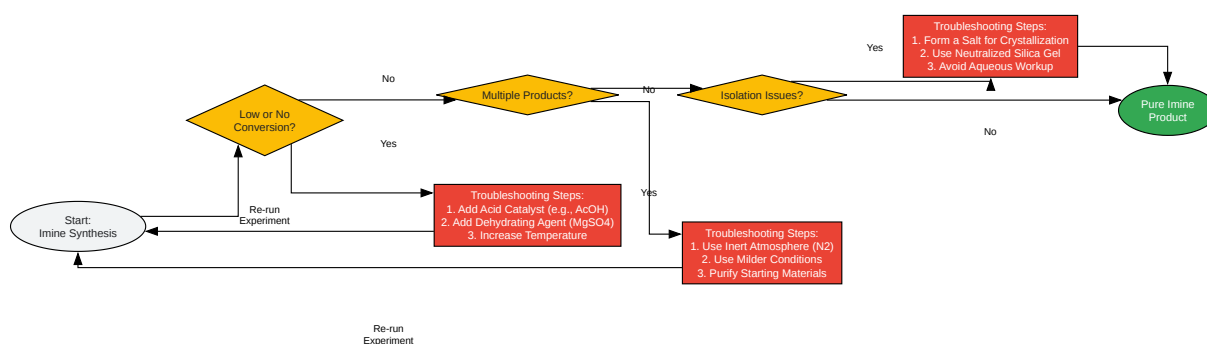 Troubleshooting Steps:
1. Form a Salt for Crystallization
2. Use Neutralized Silica Gel
3. Avoid Aqueous Workup
Yes
No
Multiple Products?
No
Isolation Issues?
Pure Imine
Product
Low or No
Conversion?
No
Yes
Troubleshooting Steps:
1. Add Acid Catalyst (e.g., AcOH)
2. Add Dehydrating Agent (MgSO4)
3. Increase Temperature
Yes
Start:
Imine Synthesis
Re-run
Experiment
Troubleshooting Steps:
1. Use Inert Atmosphere (N2)
2. Use Milder Conditions
3. Purify Starting Materials
Re-run
Experiment